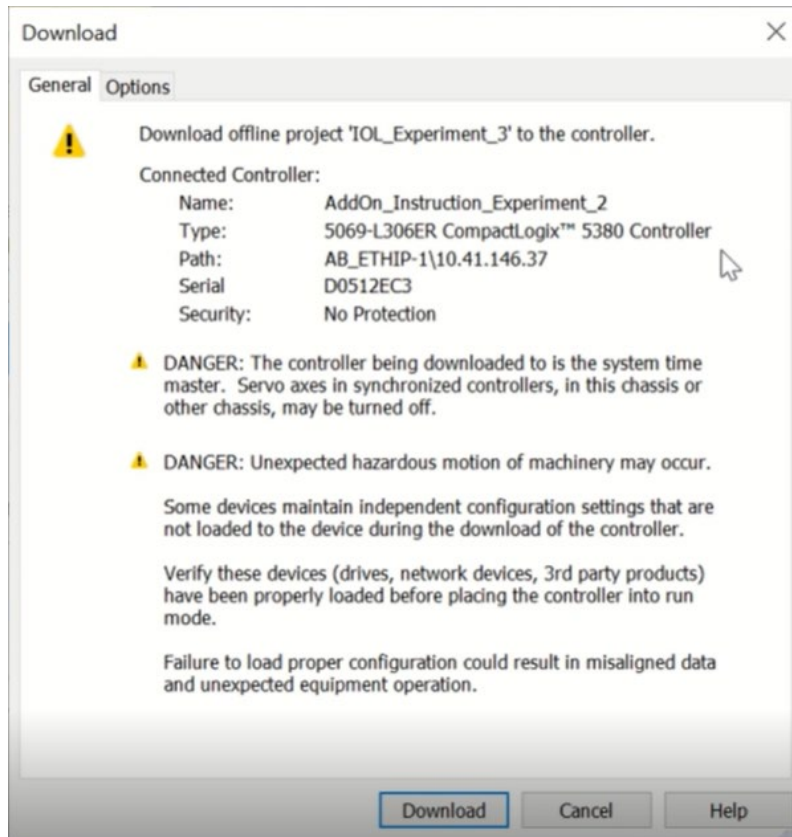 Download
General Options
Download offline project 'IOL_Experiment_3' to the controller.
Connected Controller:
Name: AddOn_Instruction_Experiment_2
Type: 5069-L306ER CompactLogix™ 5380 Controller
Path: AB_ETHIP-1\10.41.146.37
Serial D0512EC3
Security: No Protection
DANGER: The controller being downloaded to is the system time
master. Servo axes in synchronized controllers, in this chassis or
other chassis, may be turned off.
DANGER: Unexpected hazardous motion of machinery may occur.
Some devices maintain independent configuration settings that are
not loaded to the device during the download of the controller.
Verify these devices (drives, network devices, 3rd party products)
have been properly loaded before placing the controller into run
mode.
Failure to load proper configuration could result in misaligned data
and unexpected equipment operation.
Download Cancel Help